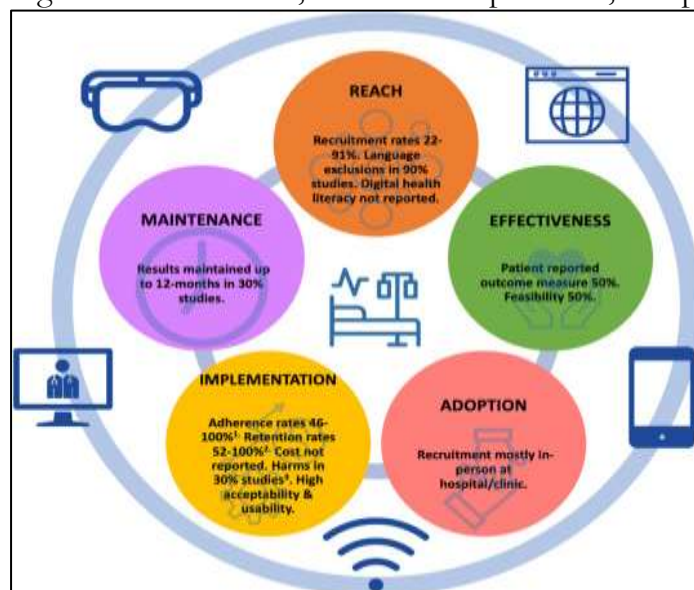 REACH
Recruitment rates 22-
91%. Language
exclusions in 90%
studies. Digital health
literacy not reported.
EFFECTIVENESS
Patient reported
outcome measure 50%.
Feasibility 50%.
ADOPTION
Recruitment mostly in-
person at
hospital/clinic.
IMPLEMENTATION
Adherence rates 46-
100%¹. Retention rates
52-100%². Cost not
reported. Harms in
30% studies³. High
acceptability &
usability.
MAINTENANCE
Results maintained up
to 12-months in 30%
studies.